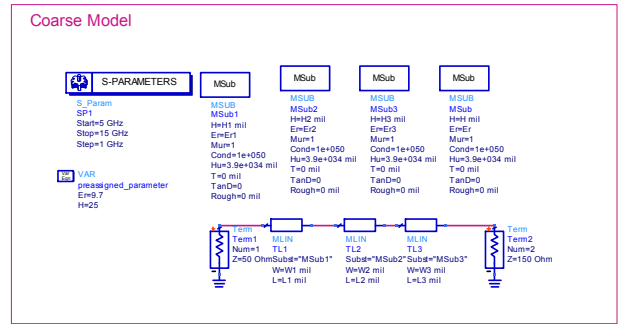 Coarse Model
S-PARAMETERS
S_Param
SP1
Start=5 GHz
Stop=15 GHz
Step=1 GHz
Var
Eqn
VAR
preassigned_parameter
Er=9.7
H=25
MSub
MSUB
MSub1
H=H1 mil
Er=Er1
Mur=1
Cond=1e+050
Hu=3.9e+034 mil
T=0 mil
TanD=0
Rough=0 mil
MSub
MSUB
MSub2
H=H2 mil
Er=Er2
Mur=1
Cond=1e+050
Hu=3.9e+034 mil
T=0 mil
TanD=0
Rough=0 mil
MSub
MSUB
MSub3
H=H3 mil
Er=Er3
Mur=1
Cond=1e+050
Hu=3.9e+034 mil
T=0 mil
TanD=0
Rough=0 mil
MSub
MSUB
MSub
H=H mil
Er=Er
Mur=1
Cond=1e+050
Hu=3.9e+034 mil
T=0 mil
TanD=0
Rough=0 mil
Term
Term1
Num=1
Z=50 Ohm
MLIN
TL1
Subst="MSub1"
W=W1 mil
L=L1 mil
MLIN
TL2
Subst="MSub2"
W=W2 mil
L=L2 mil
MLIN
TL3
Subst="MSub3"
W=W3 mil
L=L3 mil
Term
Term2
Num=2
Z=150 Ohm